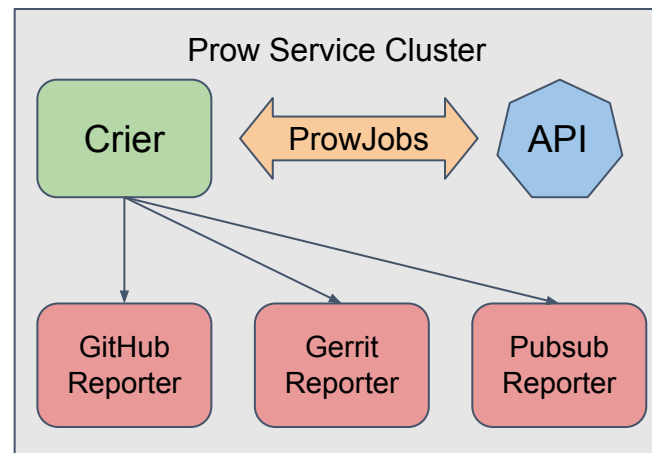 Prow Service Cluster
Crier
ProwJobs
API
GitHub
Reporter
Gerrit
Reporter
Pubsub
Reporter